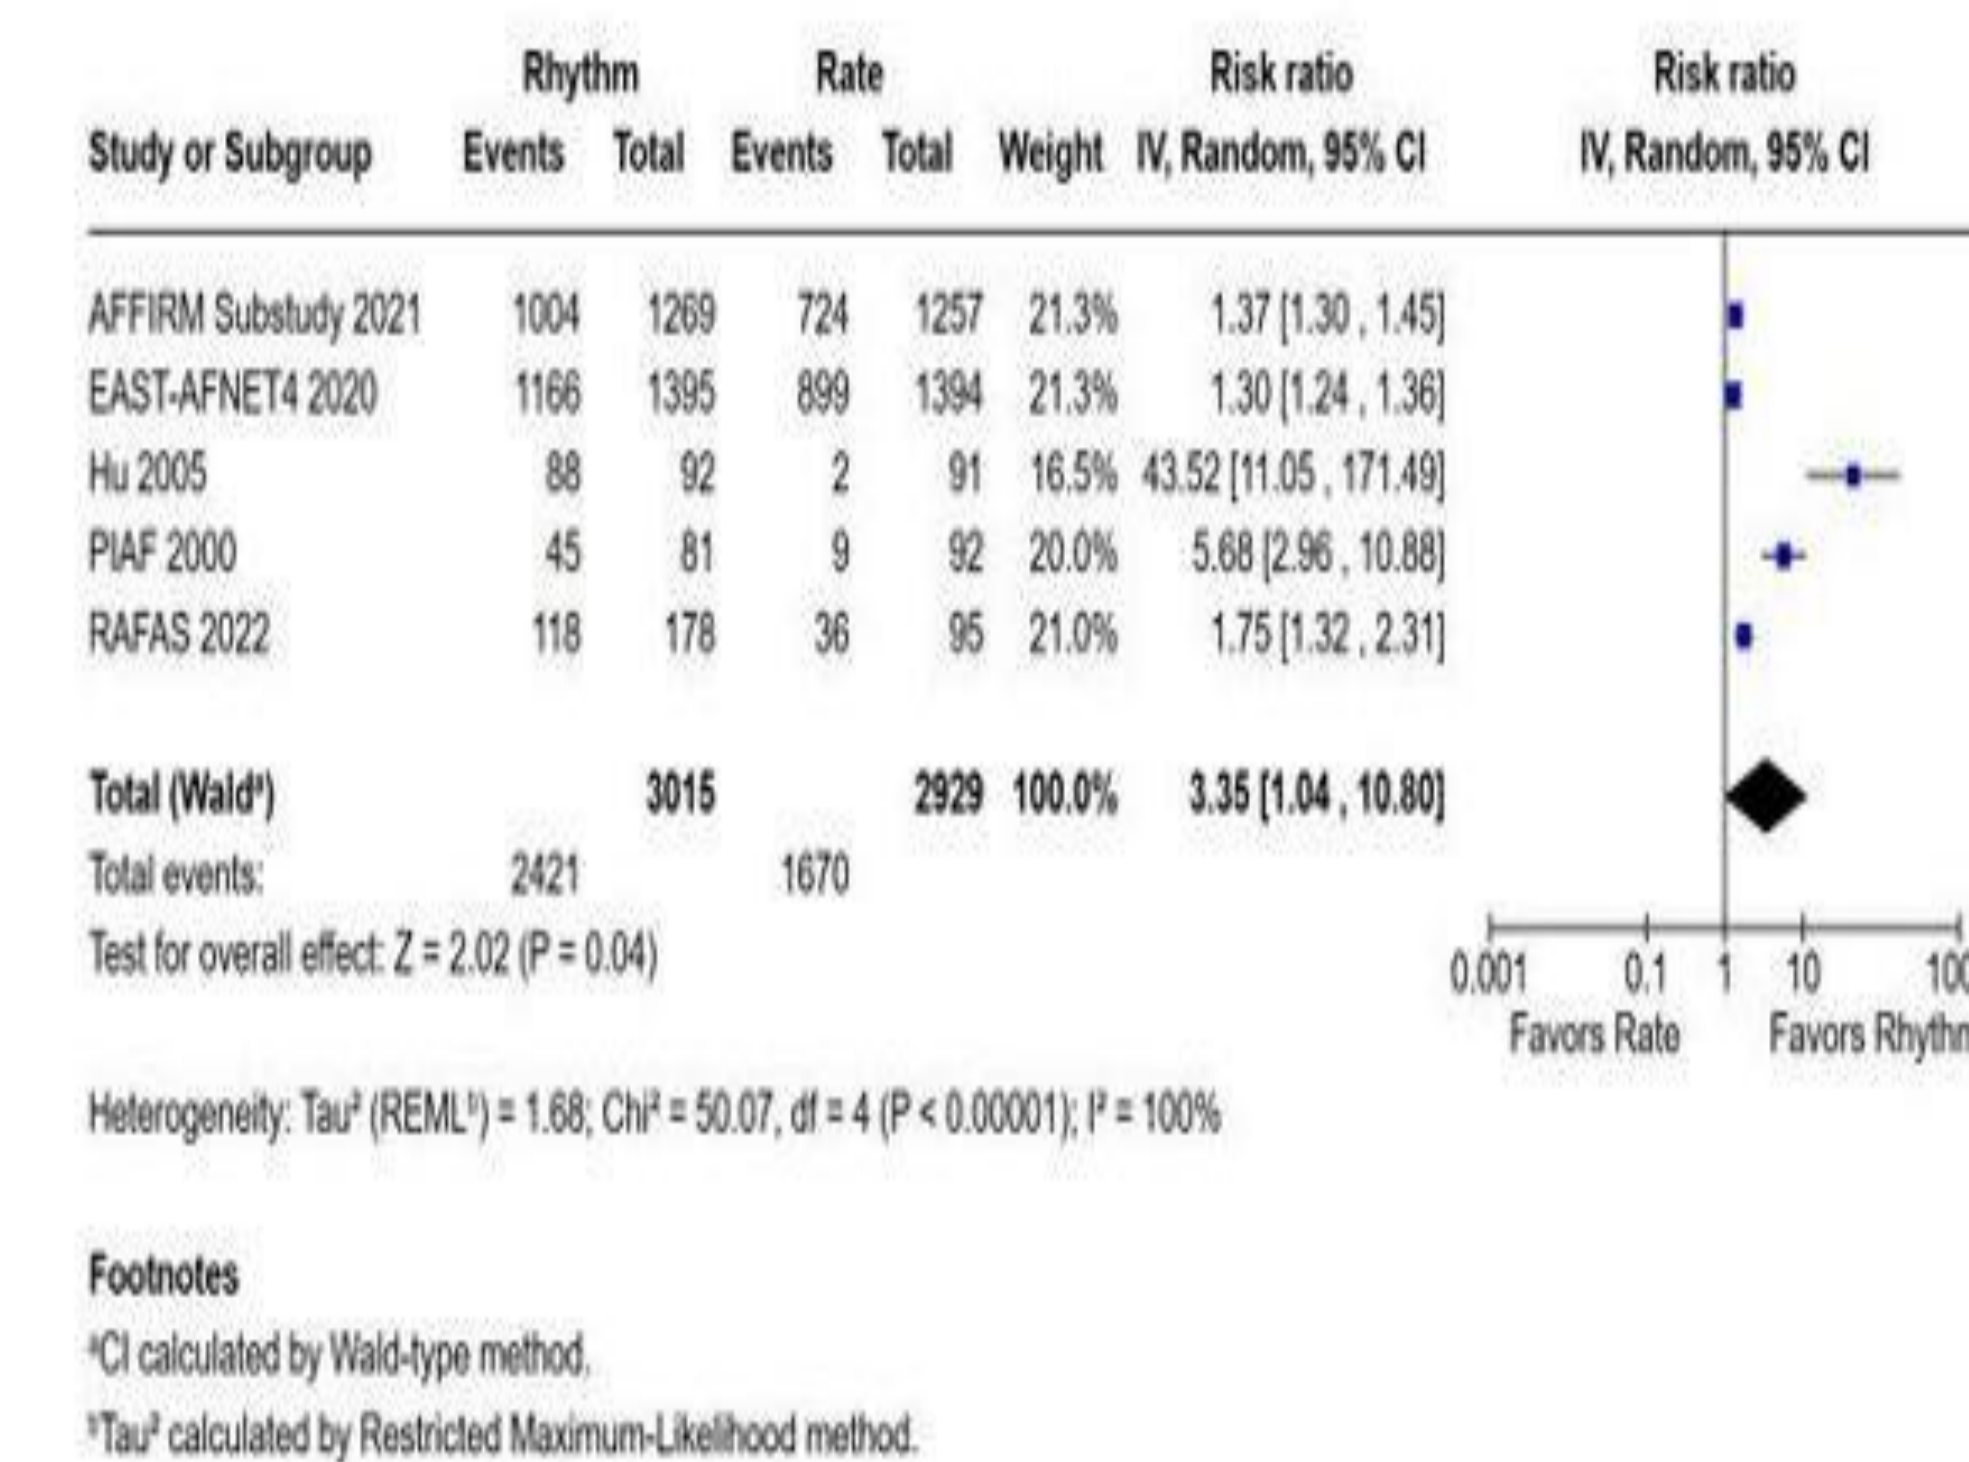 Rhythm Rate Risk ratio Risk ratio
Study or Subgroup Events Total Events Total Weight IV, Random, 95% CI IV, Random, 95% CI
AFFIRM Substudy 2021 1004 1269 724 1257 21.3% 1.37 [1.30 , 1.45]
EAST-AFNET4 2020 1166 1395 899 1394 21.3% 1.30 [1.24 , 1.36]
Hu 2005 88 92 2 91 16.5% 43.52 [11.05 , 171.49]
PIAF 2000 45 81 9 92 20.0% 5.68 [2.96 , 10.88]
RAFAS 2022 118 178 36 95 21.0% 1.75 [1.32 , 2.31]
Total (Waldᵃ) 3015 2929 100.0% 3.35 [1.04 , 10.80]
Total events: 2421 1670
Test for overall effect: Z = 2.02 (P = 0.04)
0.001 0.1 1 10 100
Favors Rate Favors Rhythm
Heterogeneity: Tau² (REMLᵇ) = 1.68; Chi² = 50.07, df = 4 (P < 0.00001); I² = 100%
Footnotes
ᵃCI calculated by Wald-type method.
ᵇTau² calculated by Restricted Maximum-Likelihood method.